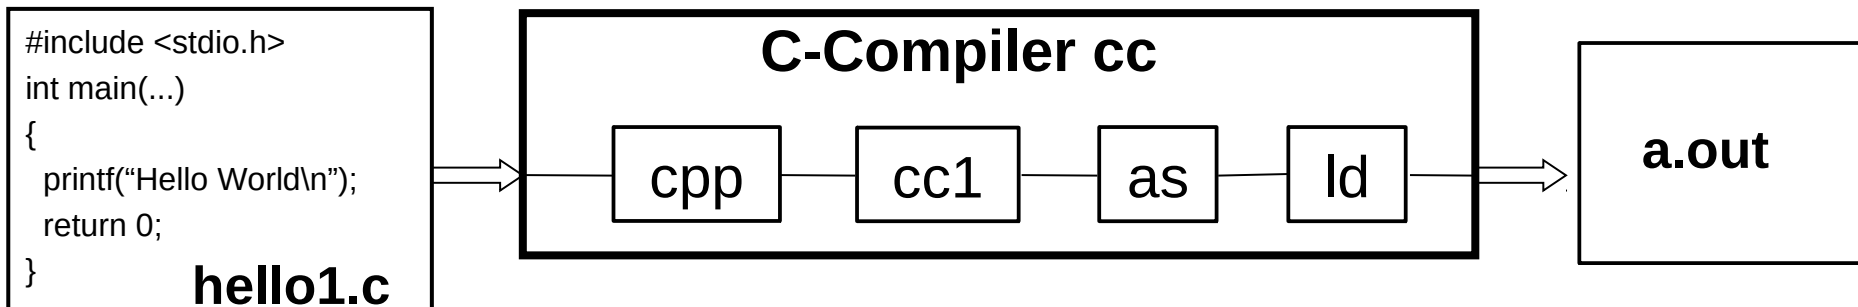 #include <stdio.h>
int main(...)
{
printf(“Hello World\n”);
return 0;
}
hello1.c
C-Compiler cc
cpp
cc1
as
ld
a.out